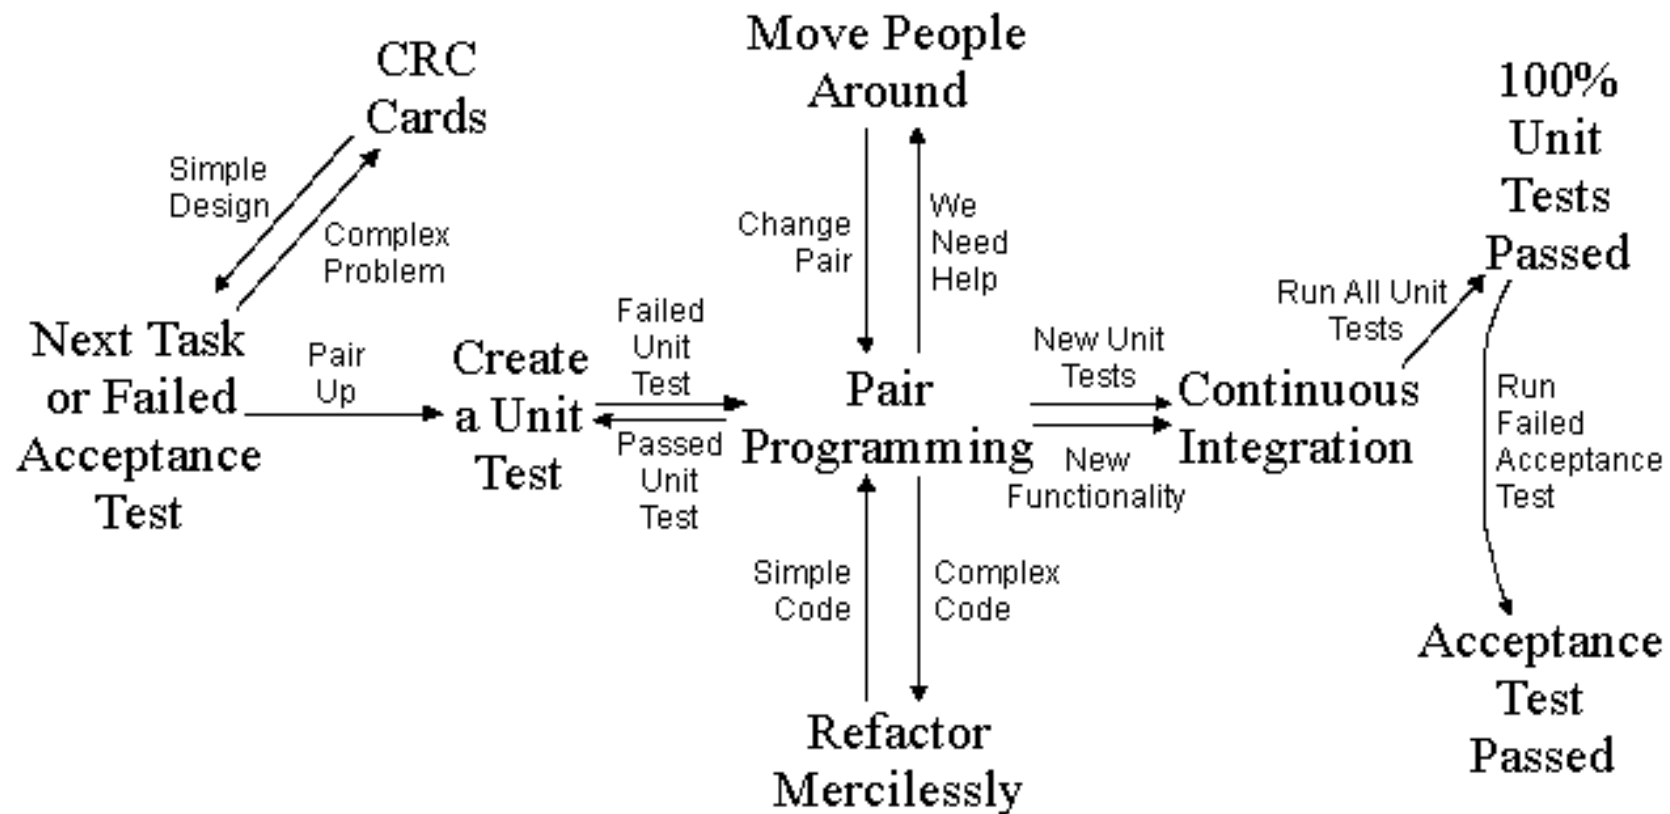 CRC
Cards
Simple
Design
Complex
Problem
Next Task
or Failed
Acceptance
Test
Pair
Up
Create
a Unit
Test
Failed
Unit
Test
Passed
Unit
Test
Move People
Around
Change
Pair
We
Need
Help
Pair
Programming
Simple
Code
Complex
Code
Refactor
Mercilessly
New Unit
Tests
New
Functionality
Continuous
Integration
Run All Unit
Tests
100%
Unit
Tests
Passed
Run
Failed
Acceptance
Test
Acceptance
Test
Passed